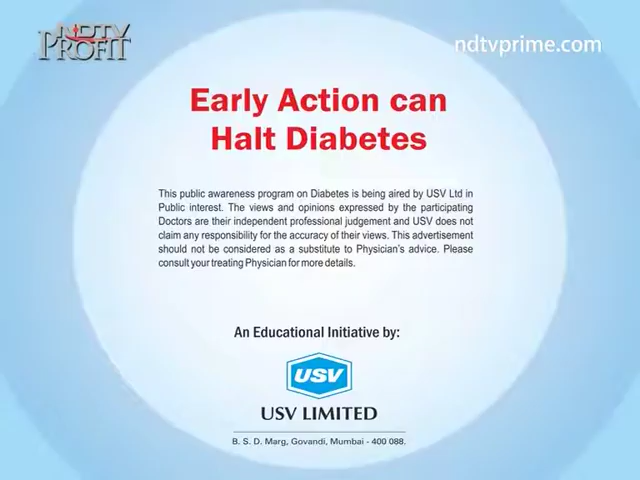 NDTV
PROFIT
ndtvprime.com
Early Action can
Halt Diabetes
This public awareness program on Diabetes is being aired by USV Ltd in
Public interest. The views and opinions expressed by the participating
Doctors are their independent professional judgement and USV does not
claim any responsibility for the accuracy of their views. This advertisement
should not be considered as a substitute to Physician's advice. Please
consult your treating Physician for more details.
An Educational Initiative by:
USV
USV LIMITED
B. S. D. Marg, Govandi, Mumbai - 400 088.